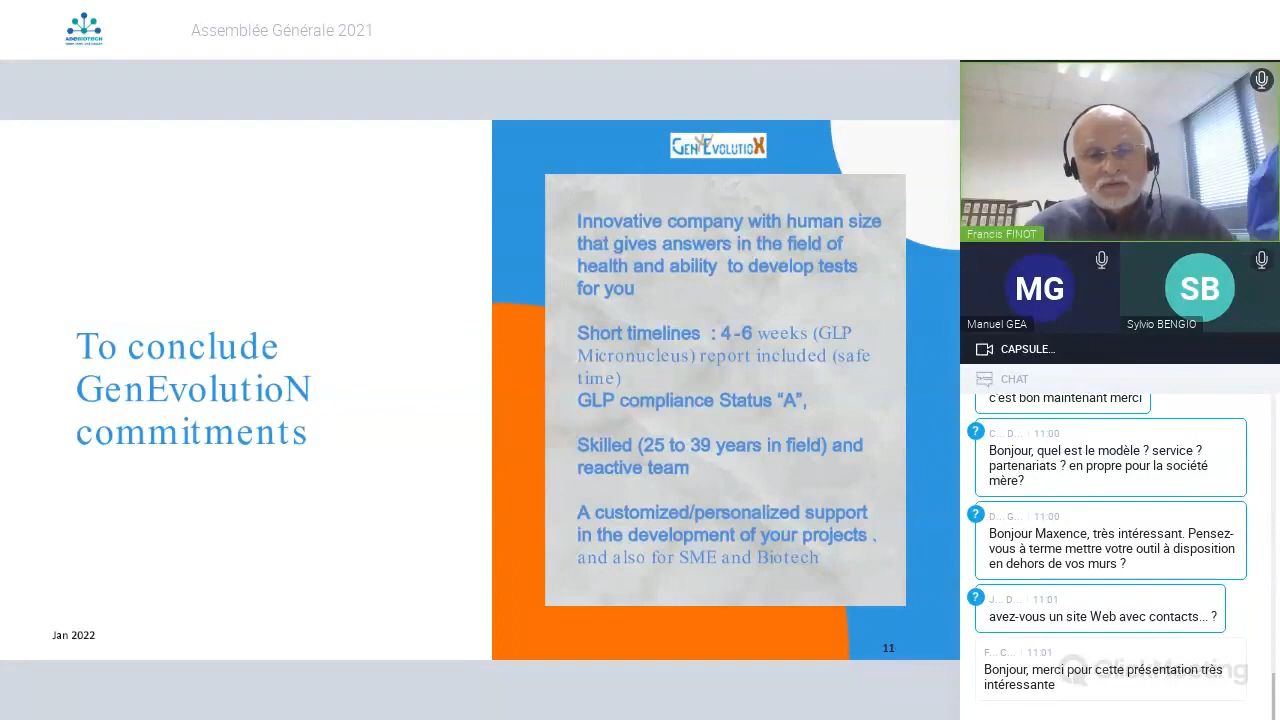 ADEBIOTECH
Assemblée Générale 2021
To conclude
GenEvolutioN
commitments
Jan 2022
GenEvolutioN
Innovative company with human size
that gives answers in the field of
health and ability to develop tests
for you
Short timelines : 4-6 weeks (GLP
Micronucleus) report included (safe
time)
GLP compliance Status “A”,
Skilled (25 to 39 years in field) and
reactive team
A customized/personalized support
in the development of your projects .
and also for SME and Biotech
11
Francis FINOT
MG
Manuel GEA
SB
Sylvio BENGIO
CAPSULE...
CHAT
c'est bon maintenant merci
?
C... D... 11:00
Bonjour, quel est le modèle ? service ?
partenariats ? en propre pour la société
mère?
?
D... G... 11:00
Bonjour Maxence, très intéressant. Pensez-
vous à terme mettre votre outil à disposition
en dehors de vos murs ?
?
J... D... 11:01
avez-vous un site Web avec contacts... ?
F... C... 11:01
Bonjour, merci pour cette présentation très
intéressante
ClickMeeting